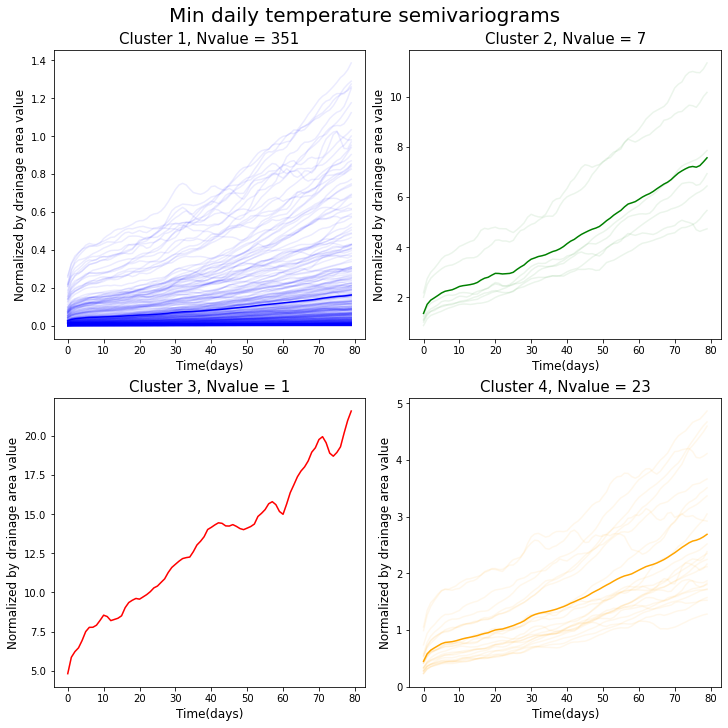 Min daily temperature semivariograms
Cluster 1, Nvalue = 351
Normalized by drainage area value
1.4
1.2
1.0
0.8
0.6
0.4
0.2
0.0
0 10 20 30 40 50 60 70 80
Time(days)
Cluster 2, Nvalue = 7
Normalized by drainage area value
10
8
6
4
2
0 10 20 30 40 50 60 70 80
Time(days)
Cluster 3, Nvalue = 1
Normalized by drainage area value
20.0
17.5
15.0
12.5
10.0
7.5
5.0
0 10 20 30 40 50 60 70 80
Time(days)
Cluster 4, Nvalue = 23
Normalized by drainage area value
5
4
3
2
1
0
0 10 20 30 40 50 60 70 80
Time(days)